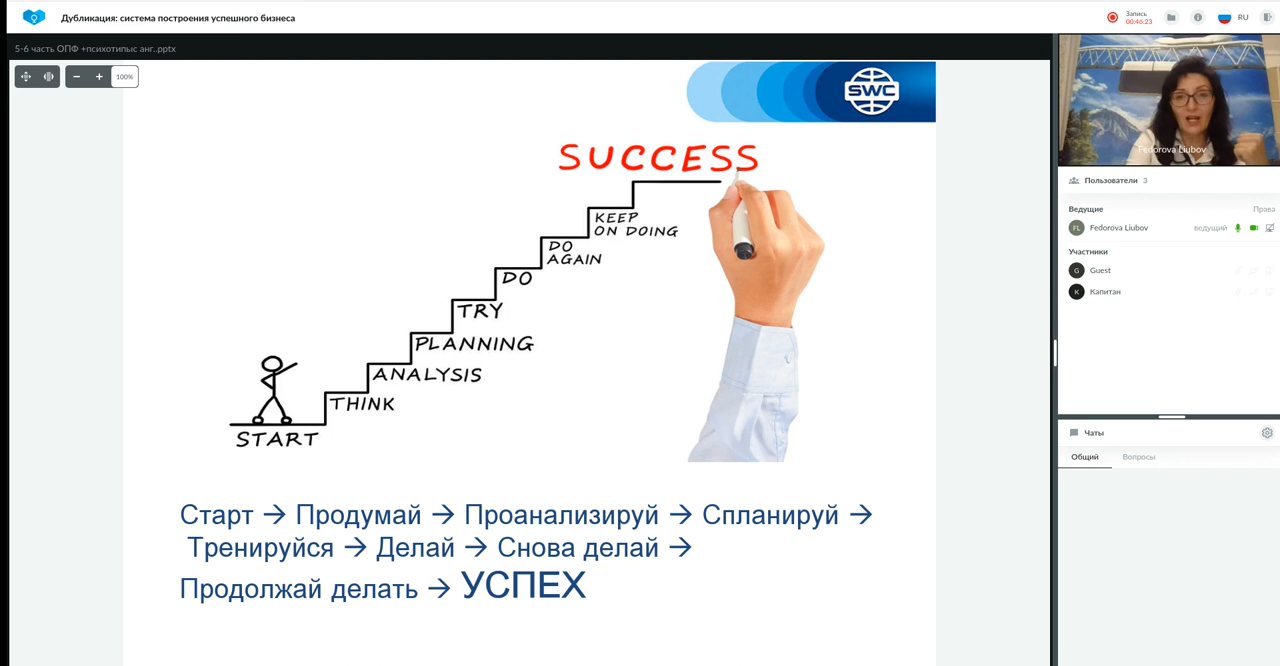 Дубликация: система построения успешного бизнеса
Запись
00:46:23
RU
5-6 часть ОПФ +психотипыс анг..pptx
100%
SWC
SUCCESS
KEEP
ON DOING
DO
AGAIN
DO
TRY
PLANNING
ANALYSIS
THINK
START
Старт → Продумай → Проанализируй → Спланируй →
Тренируйся → Делай → Снова делай →
Продолжай делать → УСПЕХ
Fedorova Liubov
Пользователи 3
Ведущие Права
FL Fedorova Liubov ведущий
Участники
G Guest
К Капитан
Чаты
Общий Вопросы